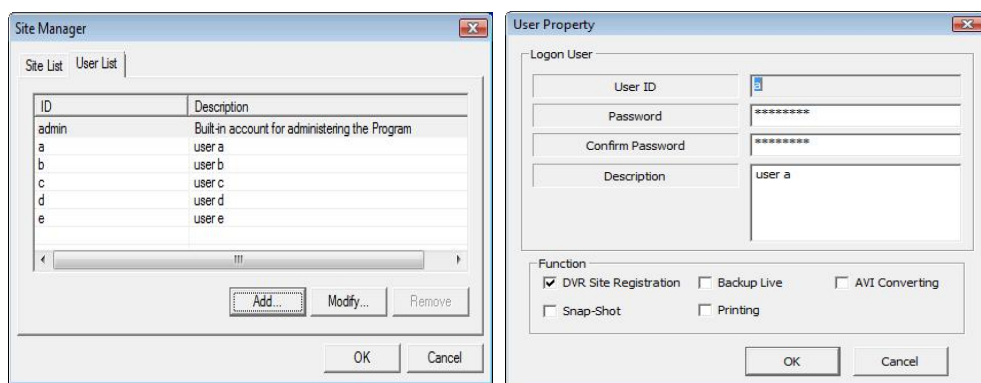 Site Manager
Site List User List
ID Description
admin Built-in account for administering the Program
a user a
b user b
c user c
d user d
e user e
Add... Modify... Remove
OK Cancel
User Property
Logon User
User ID a
Password ********
Confirm Password ********
Description user a
Function
DVR Site Registration Backup Live AVI Converting
Snap-Shot Printing
OK Cancel